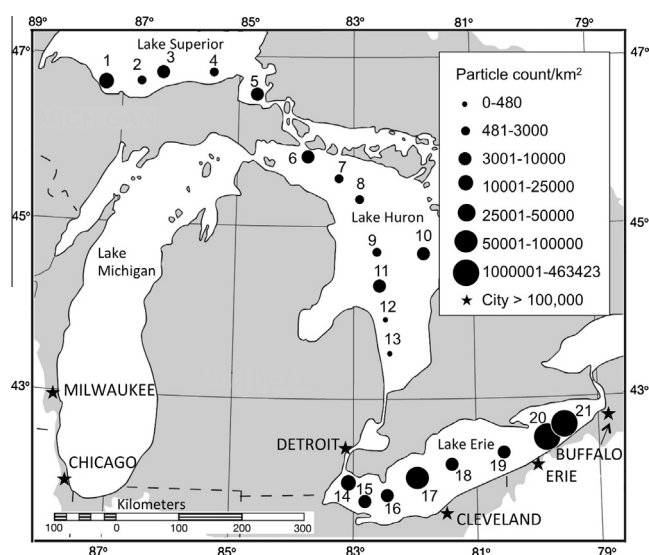 89° 87° 83° 81° 79°
47°
Lake Superior
1 2 3 4
5
Particle count/km²
0-480
481-3000
3001-10000
10001-25000
25001-50000
50001-100000
1000001-463423
City > 100,000
6
7
8
45°
45°
Lake Huron
9 10
Lake
Michigan
11
12
13
43°
43°
MILWAUKEE
DETROIT
Lake Erie
20 21
BUFFALO
CHICAGO
14 15 16 17 18 19
ERIE
CLEVELAND
Kilometers
100 0 100 200 300
87° 85° 83° 81° 79°